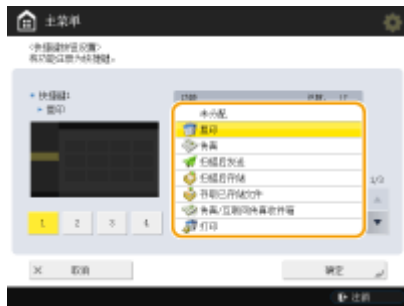 主菜单
<快捷键按钮设置>
将功能注册为快捷键。
快捷键1
复印
未分配
复印
传真
扫描后发送
扫描后存储
存取已存储文件
传真/互联网传真收件箱
打印
1/2
1
2
3
4
取消
确定
注销